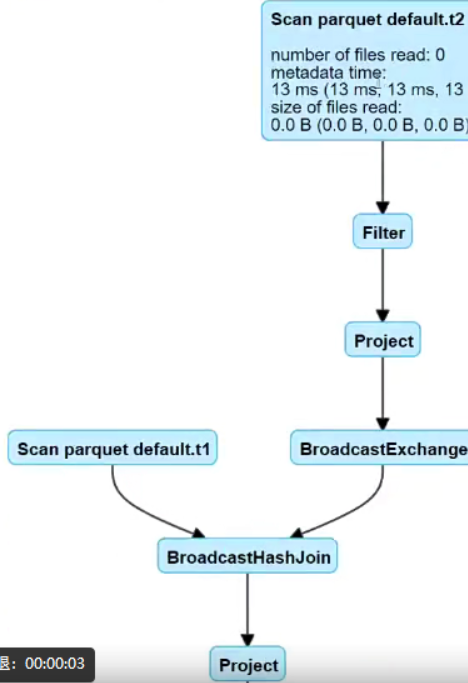 Scan parquet default.t2
number of files read: 0
metadata time:
13 ms (13 ms, 13 ms, 13
size of files read:
0.0 B (0.0 B, 0.0 B, 0.0 B)
Filter
Project
Scan parquet default.t1
BroadcastExchange
BroadcastHashJoin
退：00:00:03
Project